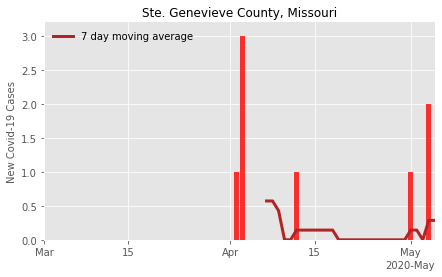 Ste. Genevieve County, Missouri
7 day moving average
New Covid-19 Cases
3.0
2.5
2.0
1.5
1.0
0.5
0.0
Mar 15 Apr 15 May
2020-May